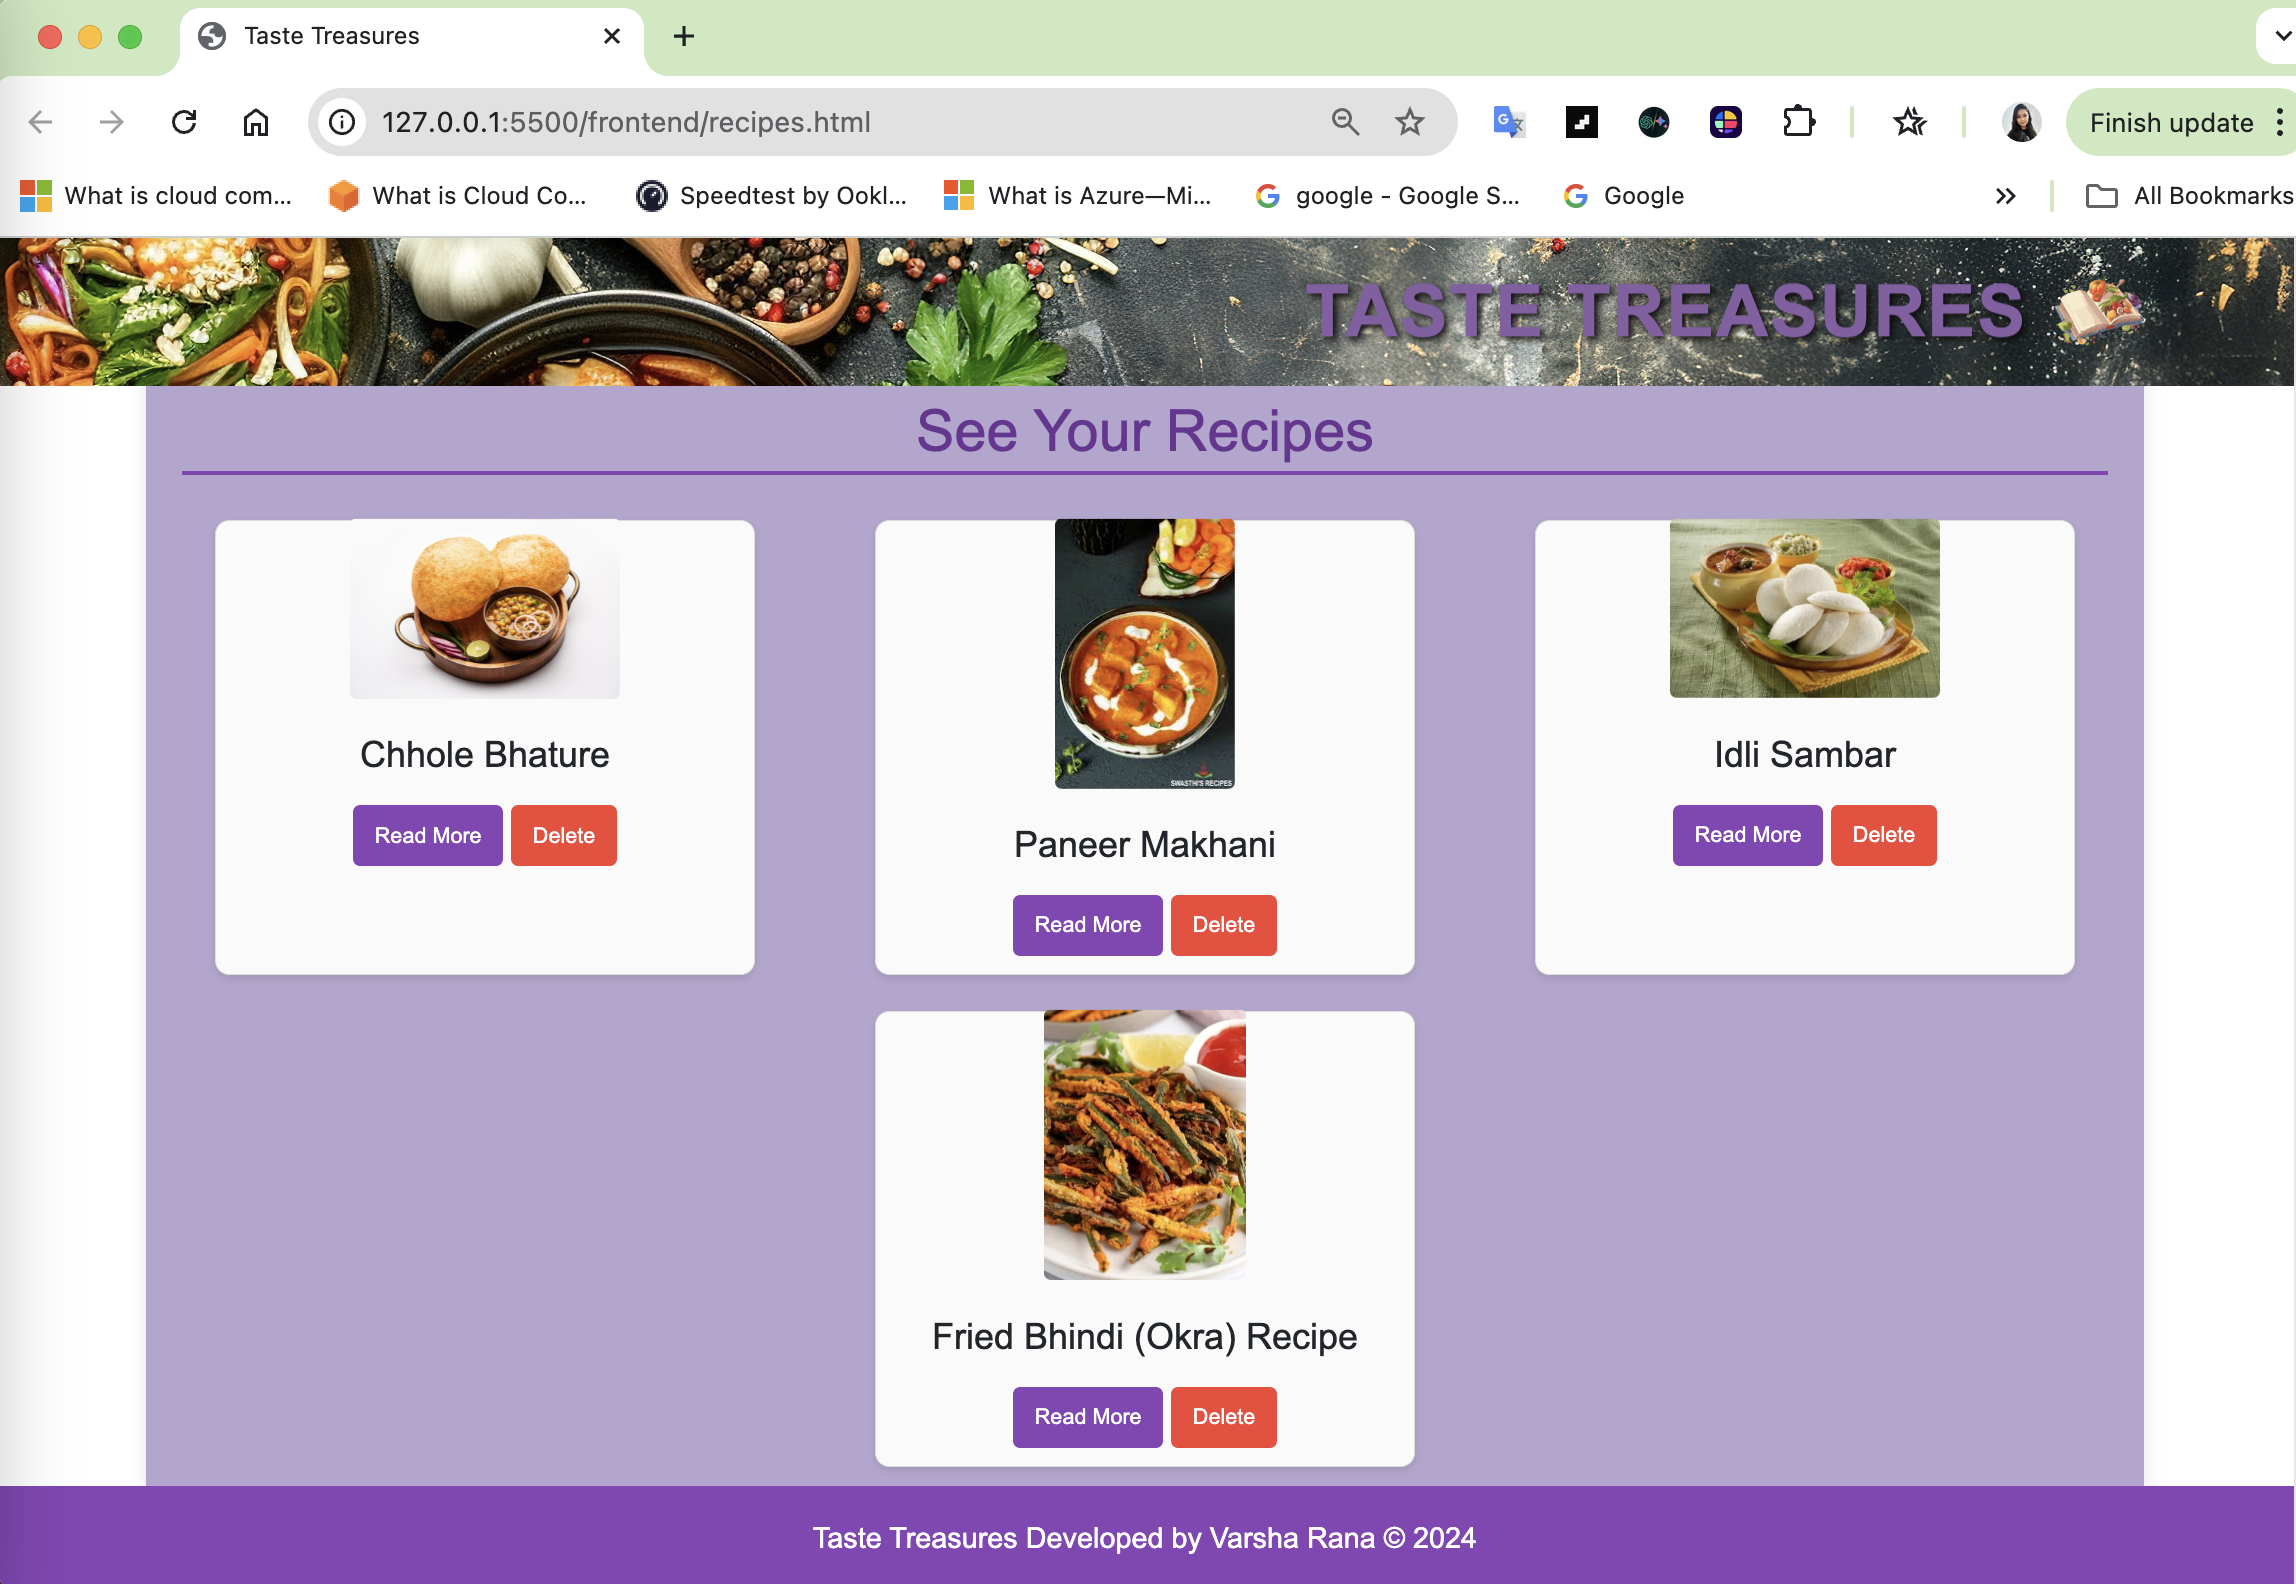 Taste Treasures
127.0.0.1:5500/frontend/recipes.html
Finish update
What is cloud com...
What is Cloud Co...
Speedtest by Ookl...
What is Azure—Mi...
google - Google S...
Google
All Bookmarks
TASTE TREASURES
See Your Recipes
Chhole Bhature
Read More Delete
SWASTHI'S RECIPES
Paneer Makhani
Read More Delete
Idli Sambar
Read More Delete
Fried Bhindi (Okra) Recipe
Read More Delete
Taste Treasures Developed by Varsha Rana © 2024